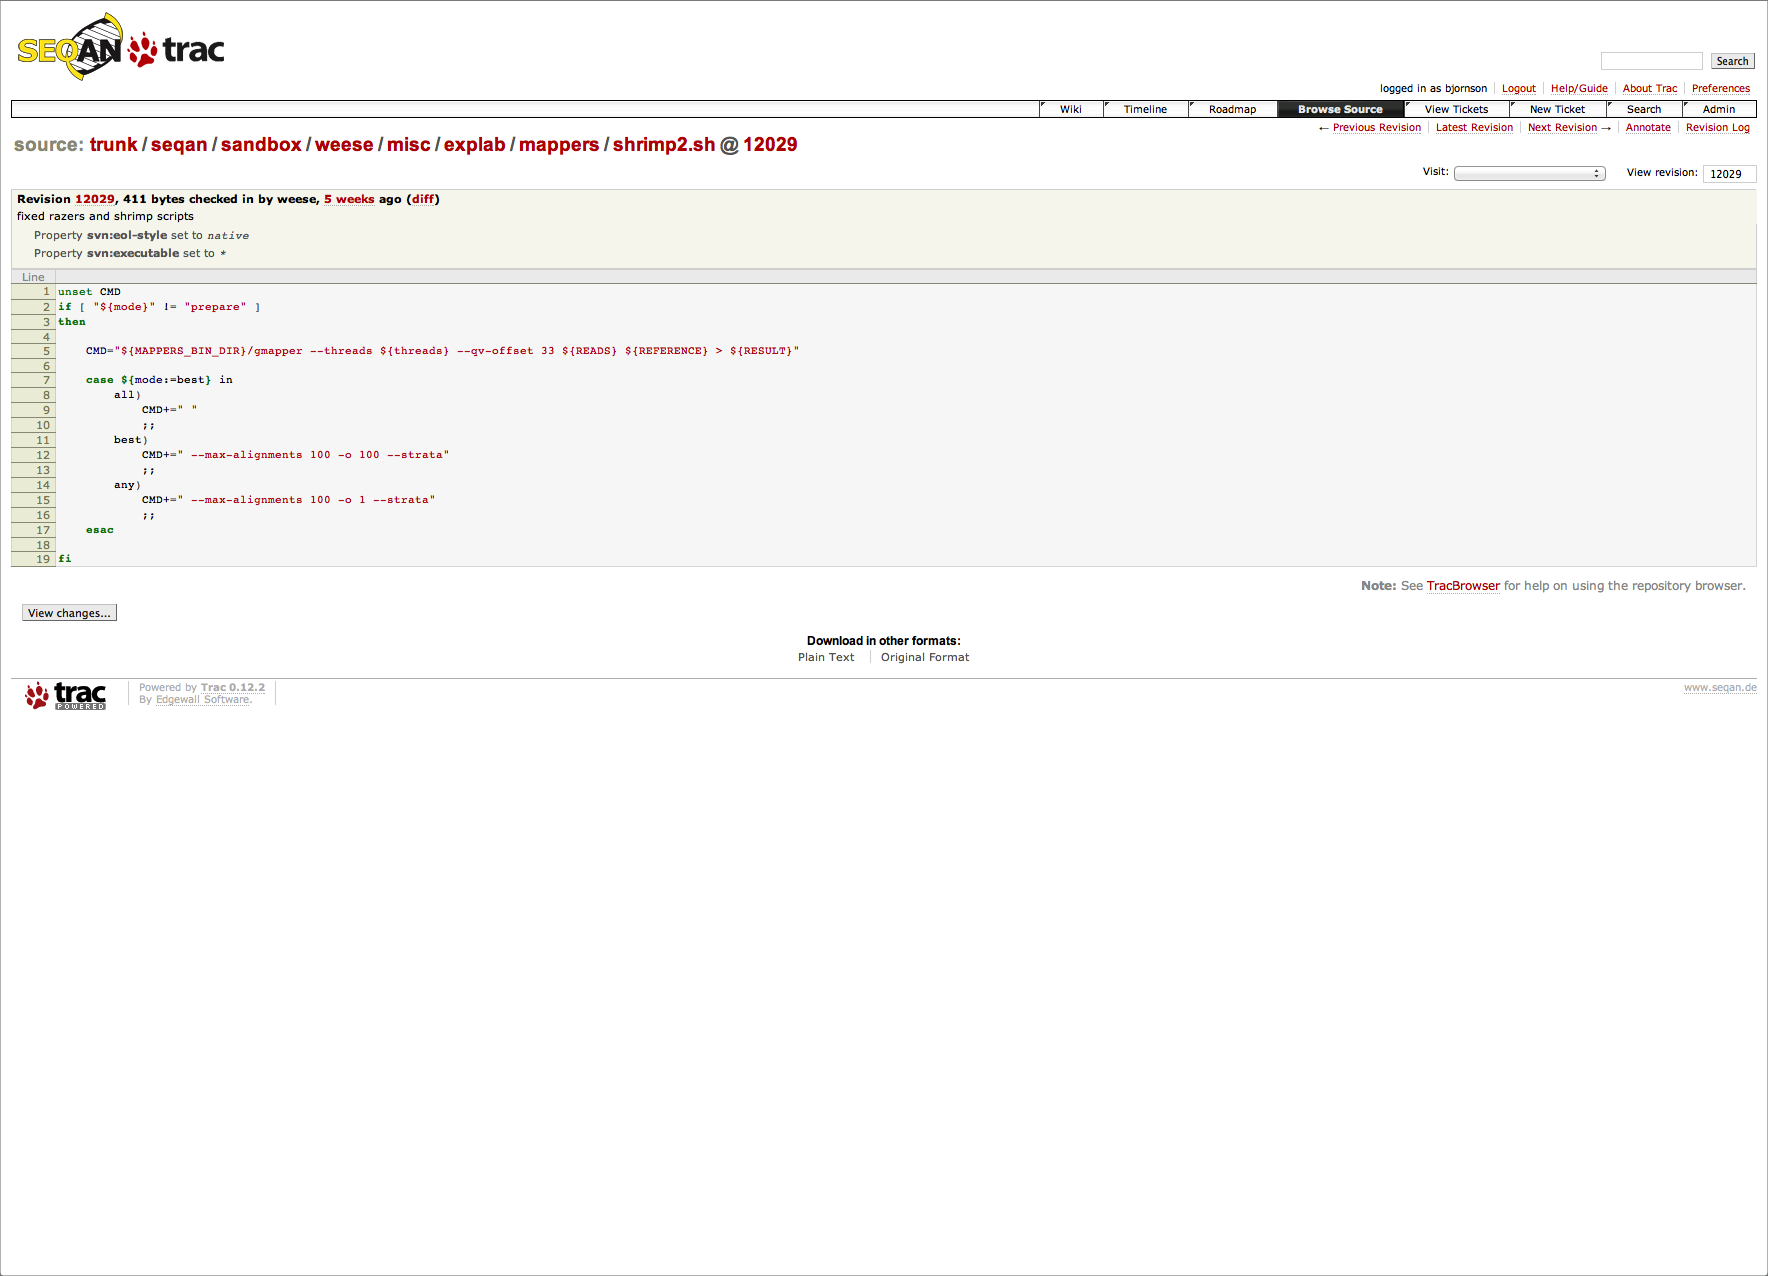 SEQAN trac
Search
logged in as bjornson Logout Help/Guide About Trac Preferences
Wiki Timeline Roadmap Browse Source View Tickets New Ticket Search Admin
← Previous Revision Latest Revision Next Revision → Annotate Revision Log
source: trunk / seqan / sandbox / weese / misc / explab / mappers / shrimp2.sh @ 12029
Visit: View revision: 12029
Revision 12029, 411 bytes checked in by weese, 5 weeks ago (diff)
fixed razers and shrimp scripts
Property svn:eol-style set to native
Property svn:executable set to *
Line
1 unset CMD
2 if [ "${mode}" != "prepare" ]
3 then
4
5     CMD="${MAPPERS_BIN_DIR}/gmapper --threads ${threads} --qv-offset 33 ${READS} ${REFERENCE} > ${RESULT}"
6
7     case ${mode:=best} in
8         all)
9             CMD+=" "
10             ;;
11         best)
12             CMD+=" --max-alignments 100 -o 100 --strata"
13             ;;
14         any)
15             CMD+=" --max-alignments 100 -o 1 --strata"
16             ;;
17     esac
18
19 fi
Note: See TracBrowser for help on using the repository browser.
View changes...
Download in other formats:
Plain Text Original Format
trac POWERED
Powered by Trac 0.12.2
By Edgewall Software.
www.seqan.de